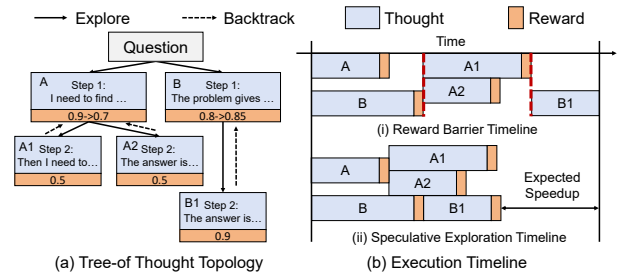 Explore
Backtrack
Thought
Reward
Question
A
Step 1:
I need to find ...
0.9->0.7
B
Step 1:
The problem gives ...
0.8->0.85
A1
Step 2:
Then I need to...
0.5
A2
Step 2:
The answer is...
0.5
B1
Step 2:
The answer is...
0.9
(a) Tree-of Thought Topology
Time
A
A1
A2
B
B1
(i) Reward Barrier Timeline
A
A1
A2
B
B1
Expected
Speedup
(ii) Speculative Exploration Timeline
(b) Execution Timeline